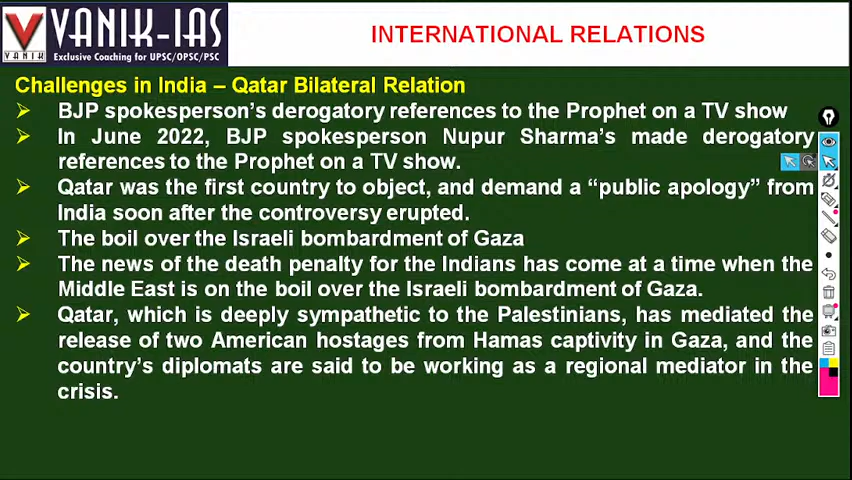 VANIK-IAS
VANIK
Exclusive Coaching for UPSC/OPSC/PSC
INTERNATIONAL RELATIONS
Challenges in India – Qatar Bilateral Relation
BJP spokesperson's derogatory references to the Prophet on a TV show
In June 2022, BJP spokesperson Nupur Sharma's made derogatory
references to the Prophet on a TV show.
Qatar was the first country to object, and demand a “public apology” from
India soon after the controversy erupted.
The boil over the Israeli bombardment of Gaza
The news of the death penalty for the Indians has come at a time when the
Middle East is on the boil over the Israeli bombardment of Gaza.
Qatar, which is deeply sympathetic to the Palestinians, has mediated the
release of two American hostages from Hamas captivity in Gaza, and the
country's diplomats are said to be working as a regional mediator in the
crisis.